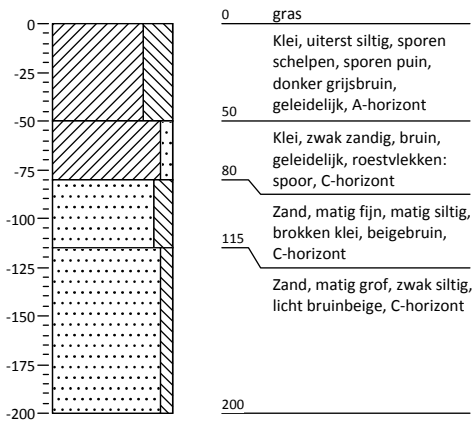 0
-25
-50
-75
-100
-125
-150
-175
-200
0 gras
Klei, uiterst siltig, sporen
schelpen, sporen puin,
donker grijsbruin,
geleidelijk, A-horizont
50
Klei, zwak zandig, bruin,
geleidelijk, roestvlekken:
spoor, C-horizont
80
Zand, matig fijn, matig siltig,
brokken klei, beigebruin,
C-horizont
115
Zand, matig grof, zwak siltig,
licht bruinbeige, C-horizont
200